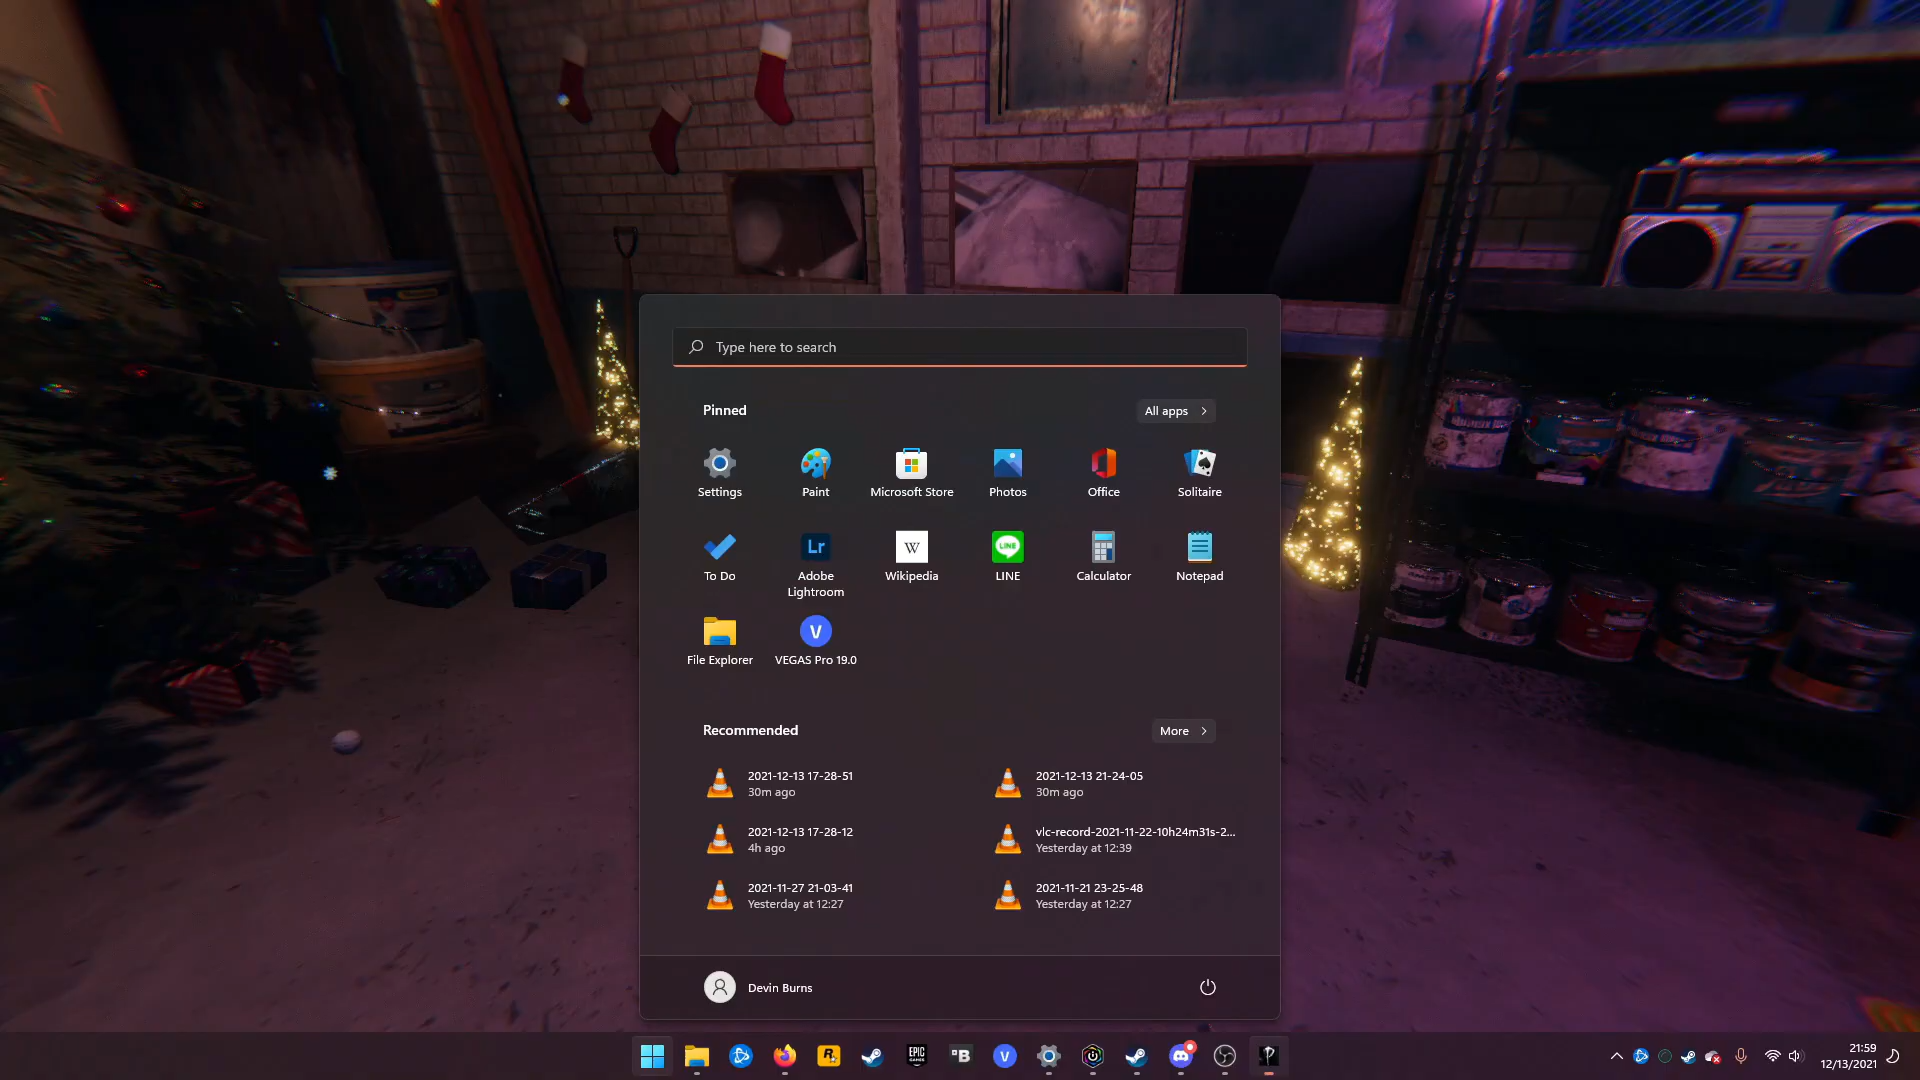 Type here to search
Pinned
All apps
Settings
Paint
Microsoft Store
Photos
Office
Solitaire
To Do
Lr
Adobe
Lightroom
W
Wikipedia
LINE
LINE
Calculator
Notepad
File Explorer
V
VEGAS Pro 19.0
Recommended
More
2021-12-13 17-28-51
30m ago
2021-12-13 21-24-05
30m ago
2021-12-13 17-28-12
4h ago
vlc-record-2021-11-22-10h24m31s-2...
Yesterday at 12:39
2021-11-27 21-03-41
Yesterday at 12:27
2021-11-21 23-25-48
Yesterday at 12:27
Devin Burns
EPIC
GAMES
B
V
21:59
12/13/2021